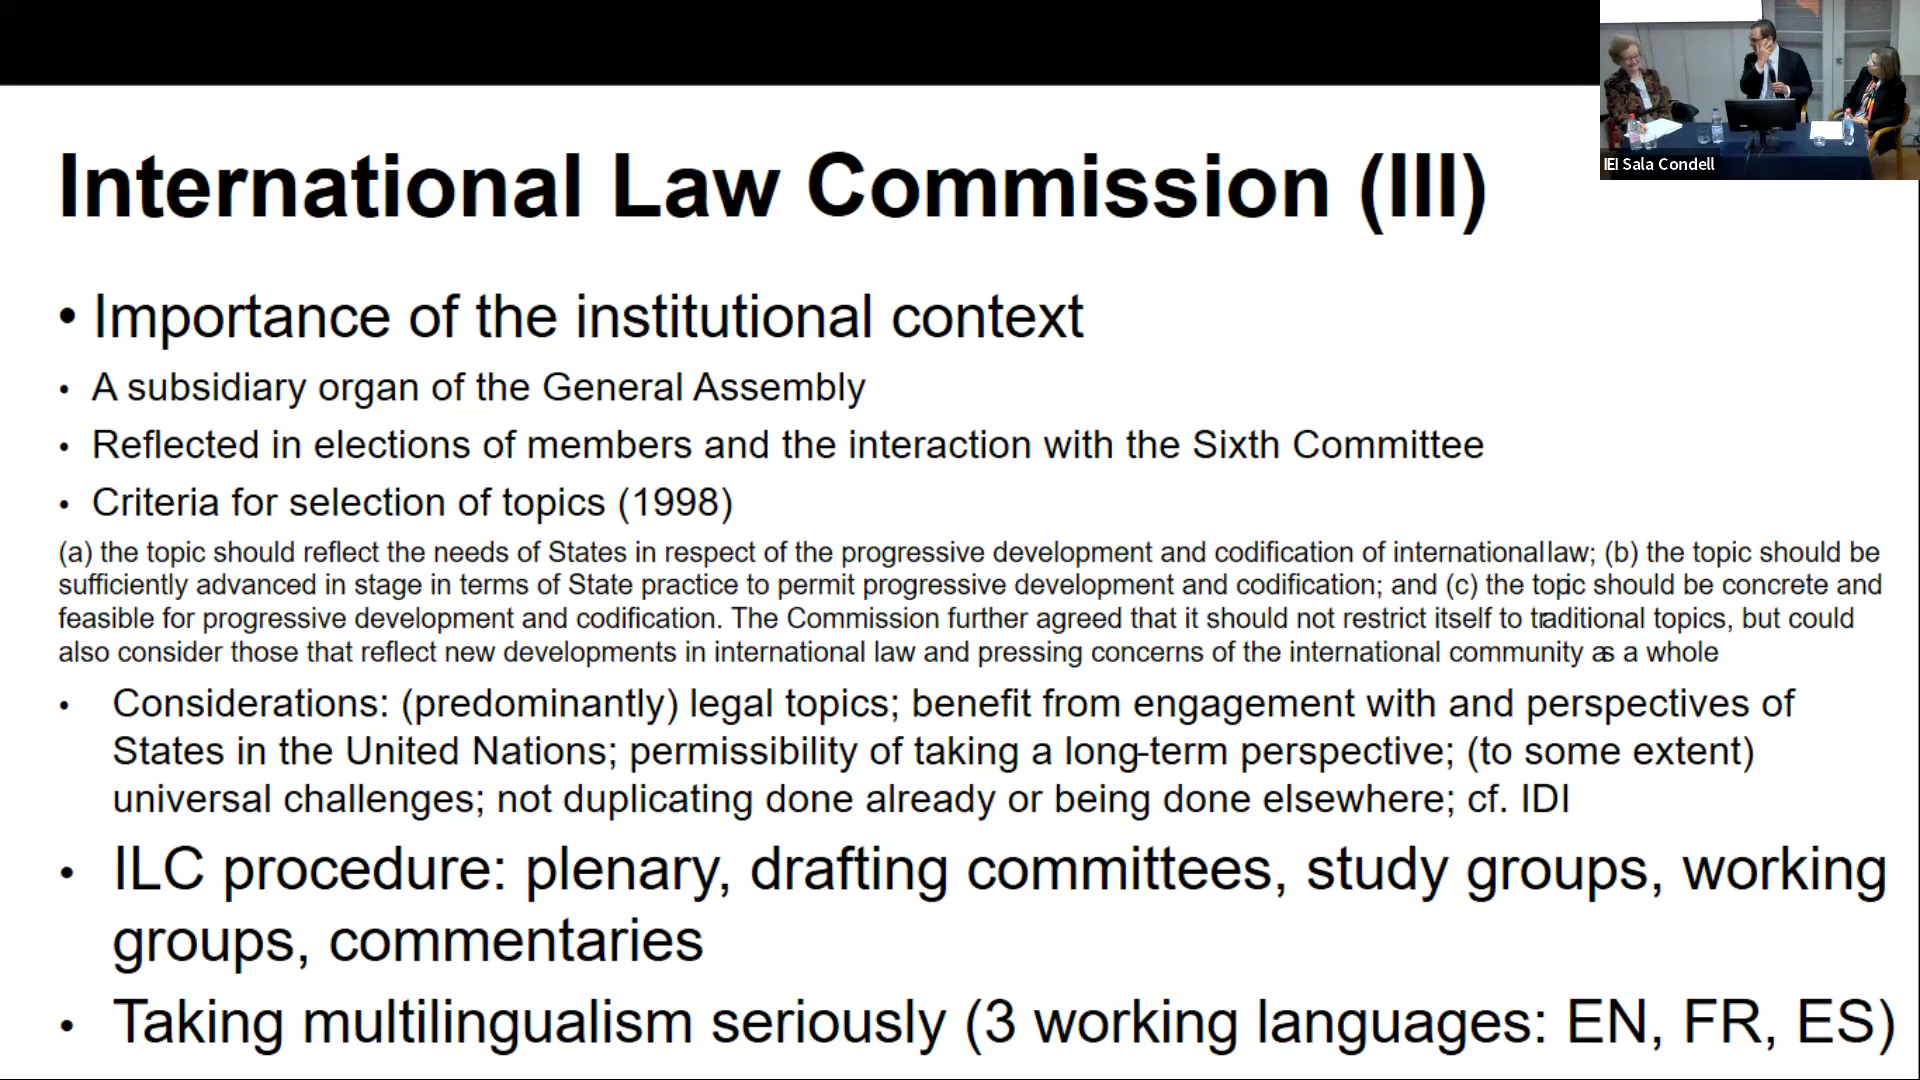 International Law Commission (III)
IEI Sala Condell
• Importance of the institutional context
• A subsidiary organ of the General Assembly
• Reflected in elections of members and the interaction with the Sixth Committee
• Criteria for selection of topics (1998)
(a) the topic should reflect the needs of States in respect of the progressive development and codification of international law; (b) the topic should be
sufficiently advanced in stage in terms of State practice to permit progressive development and codification; and (c) the topic should be concrete and
feasible for progressive development and codification. The Commission further agreed that it should not restrict itself to traditional topics, but could
also consider those that reflect new developments in international law and pressing concerns of the international community as a whole
• Considerations: (predominantly) legal topics; benefit from engagement with and perspectives of
States in the United Nations; permissibility of taking a long-term perspective; (to some extent)
universal challenges; not duplicating done already or being done elsewhere; cf. IDI
• ILC procedure: plenary, drafting committees, study groups, working
groups, commentaries
• Taking multilingualism seriously (3 working languages: EN, FR, ES)